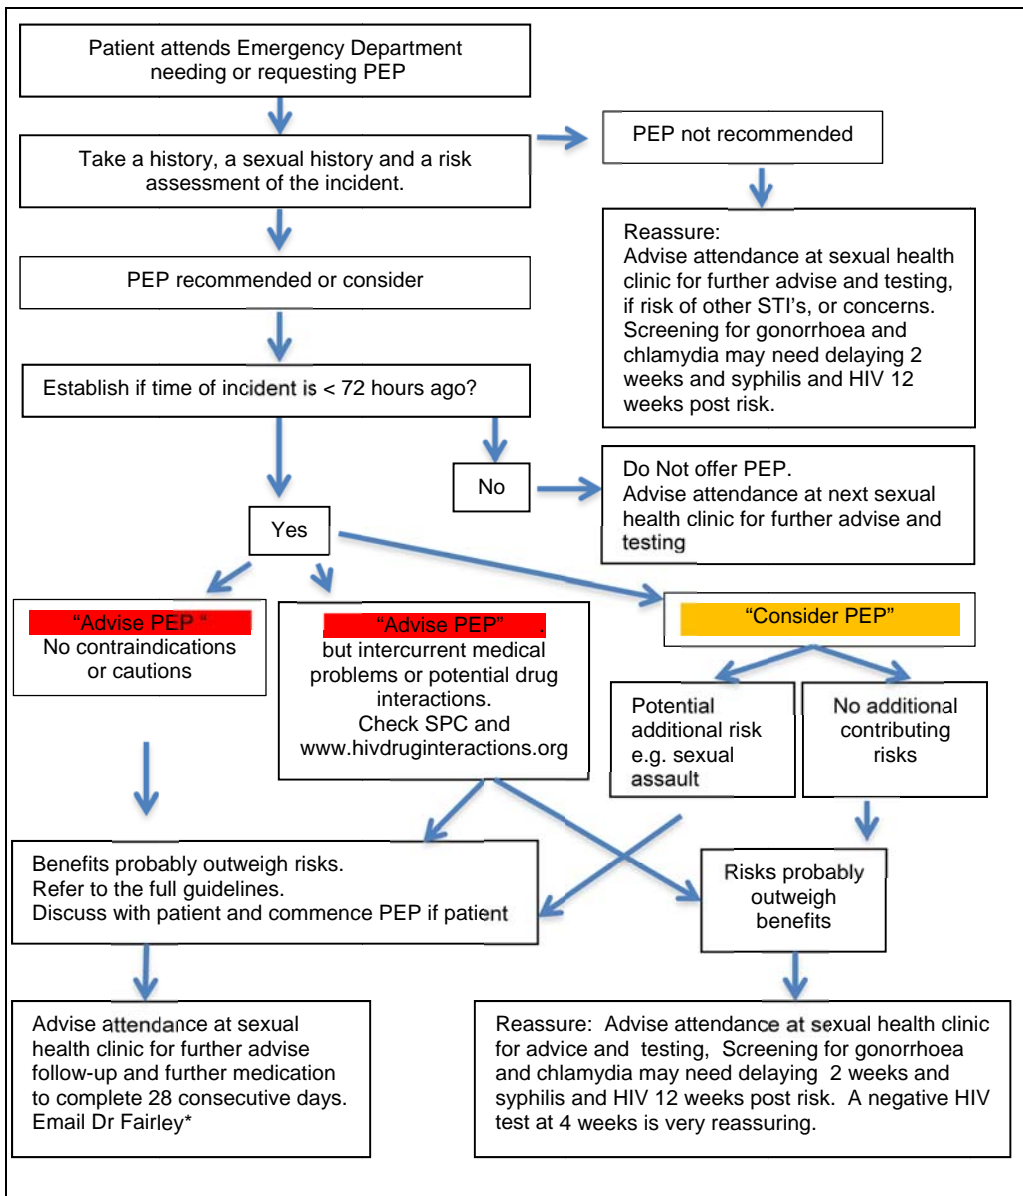 Patient attends Emergency Department
needing or requesting PEP
PEP not recommended
Take a history, a sexual history and a risk
assessment of the incident.
Reassure:
Advise attendance at sexual health
clinic for further advise and testing,
if risk of other STI's, or concerns.
Screening for gonorrhoea and
chlamydia may need delaying 2
weeks and syphilis and HIV 12
weeks post risk.
PEP recommended or consider
Establish if time of incident is < 72 hours ago?
No
Do Not offer PEP.
Advise attendance at next sexual
health clinic for further advise and
testing
Yes
“Advise PEP “
No contraindications
or cautions
“Advise PEP” .
but intercurrent medical
problems or potential drug
interactions.
Check SPC and
www.hivdruginteractions.org
“Consider PEP”
Potential
additional risk
e.g. sexual
assault
No additional
contributing
risks
Benefits probably outweigh risks.
Refer to the full guidelines.
Discuss with patient and commence PEP if patient
Risks probably
outweigh
benefits
Advise attendance at sexual
health clinic for further advise
follow-up and further medication
to complete 28 consecutive days.
Email Dr Fairley*
Reassure: Advise attendance at sexual health clinic
for advice and testing, Screening for gonorrhoea
and chlamydia may need delaying 2 weeks and
syphilis and HIV 12 weeks post risk. A negative HIV
test at 4 weeks is very reassuring.